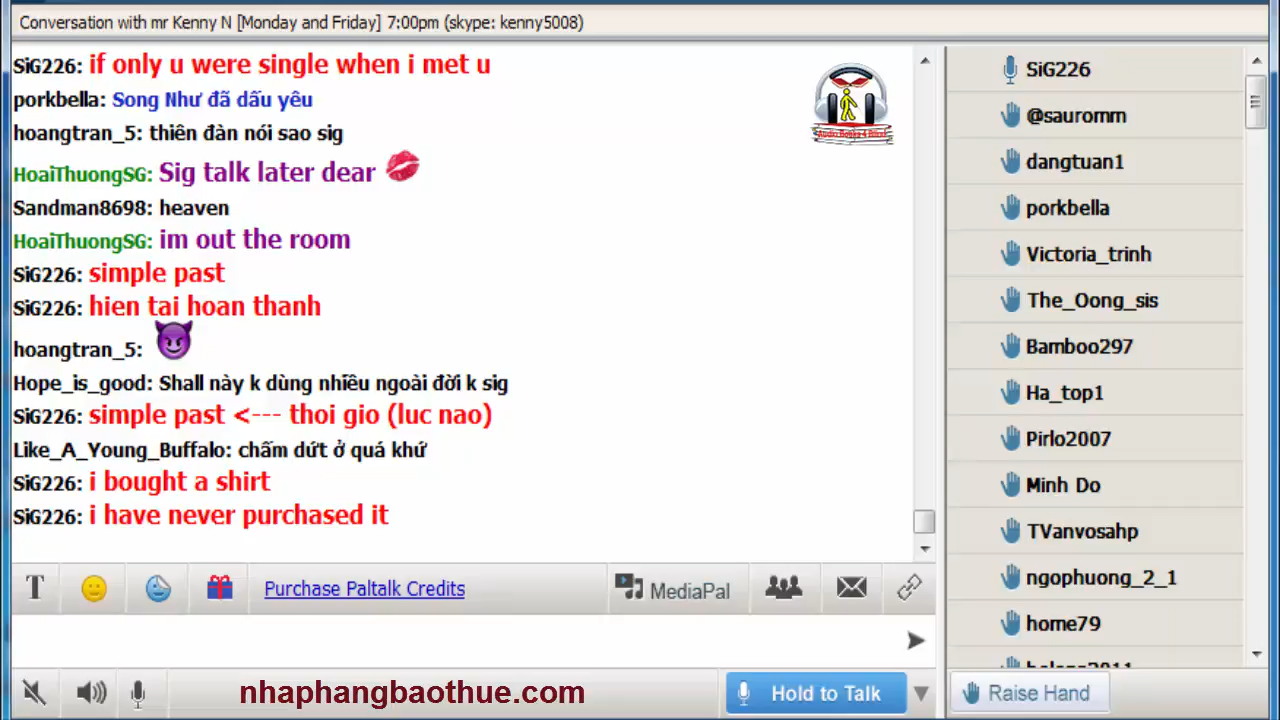 Conversation with mr Kenny N [Monday and Friday] 7:00pm (skype: kenny5008)
SiG226: if only u were single when i met u
porkbella: Song Như đã dấu yêu
hoangtran_5: thiên đàn nói sao sig
HoaiThuongSG: Sig talk later dear
Sandman8698: heaven
HoaiThuongSG: im out the room
SiG226: simple past
SiG226: hien tai hoan thanh
hoangtran_5:
Hope_is_good: Shall này k dùng nhiều ngoài đời k sig
SiG226: simple past <--- thoi gio (luc nao)
Like_A_Young_Buffalo: chấm dứt ở quá khứ
SiG226: i bought a shirt
SiG226: i have never purchased it
Audio Books 4 Blind
T
Purchase Paltalk Credits
MediaPal
nhaphangbaothue.com
Hold to Talk
SiG226
@sauromm
dangtuan1
porkbella
Victoria_trinh
The_Oong_sis
Bamboo297
Ha_top1
Pirlo2007
Minh Do
TVanvosahp
ngophuong_2_1
home79
Raise Hand